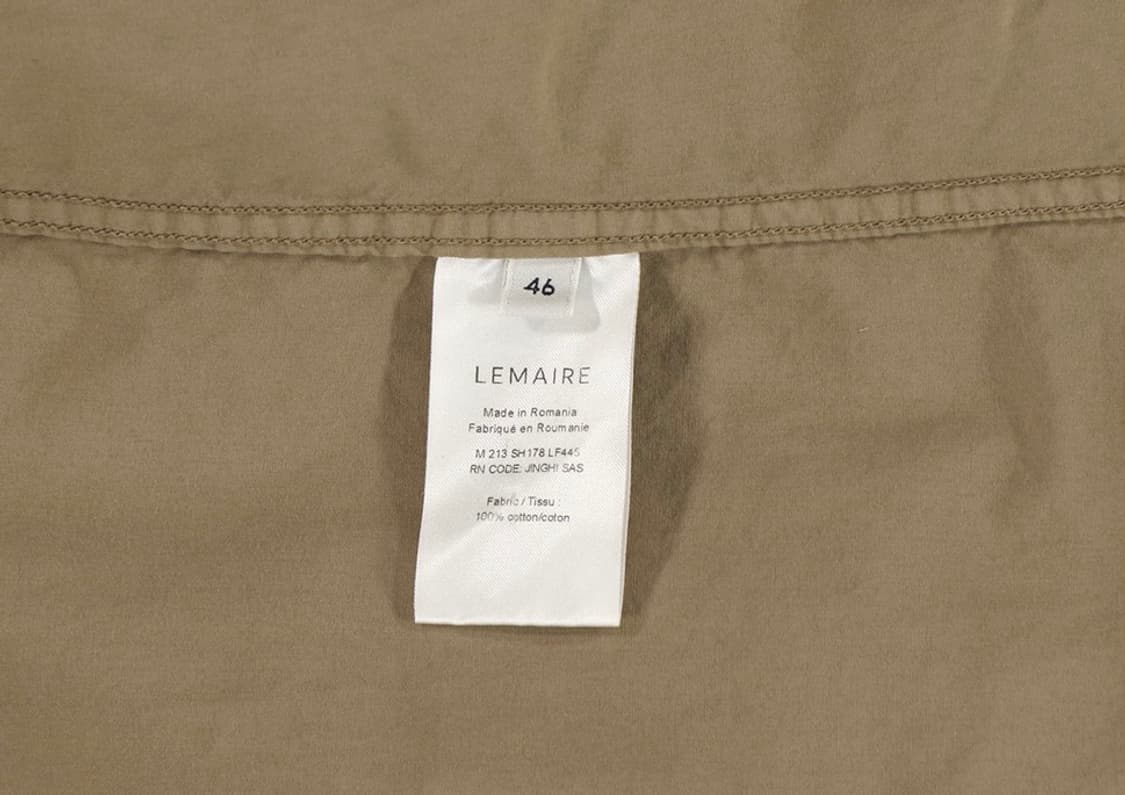 46
LEMAIRE
Made in Romania
Fabriqué en Roumanie
M 213 SH178 LF445
RN CODE: JINGHI SAS
Fabric / Tissu :
100% cotton/coton